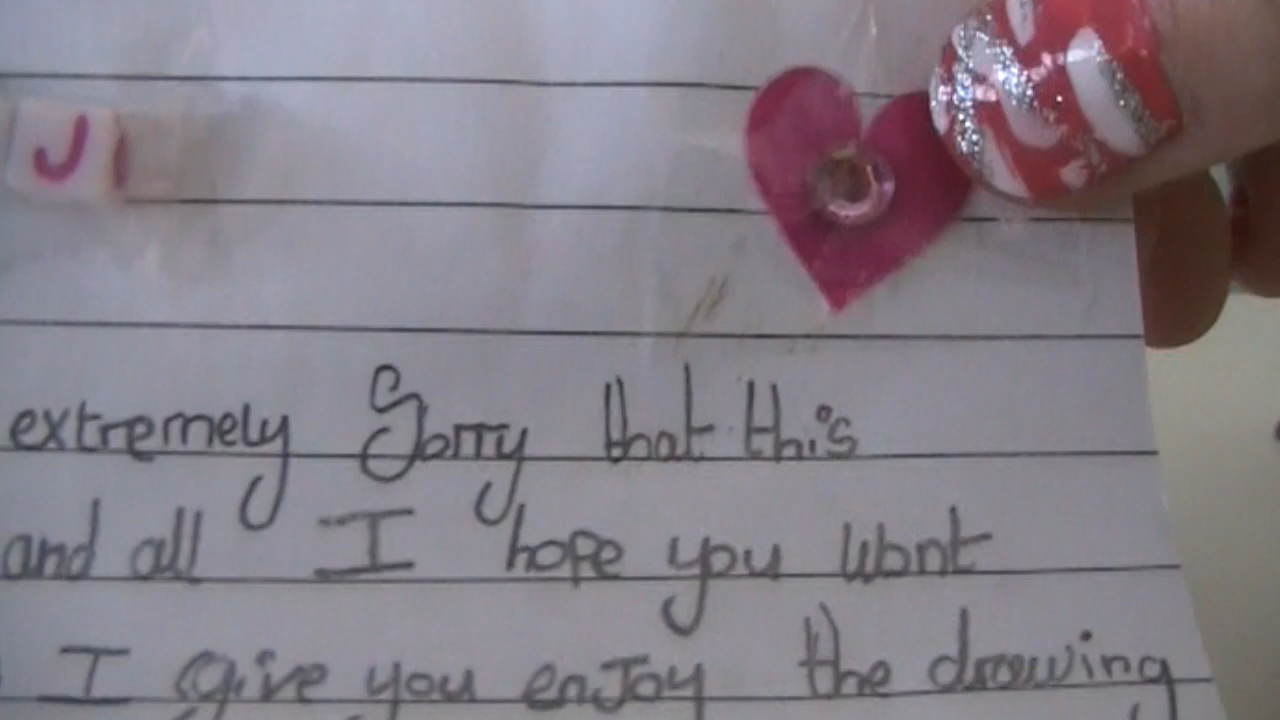 J
extremely Sorry that this
and all I hope you wont
I give you enJoy the drawing